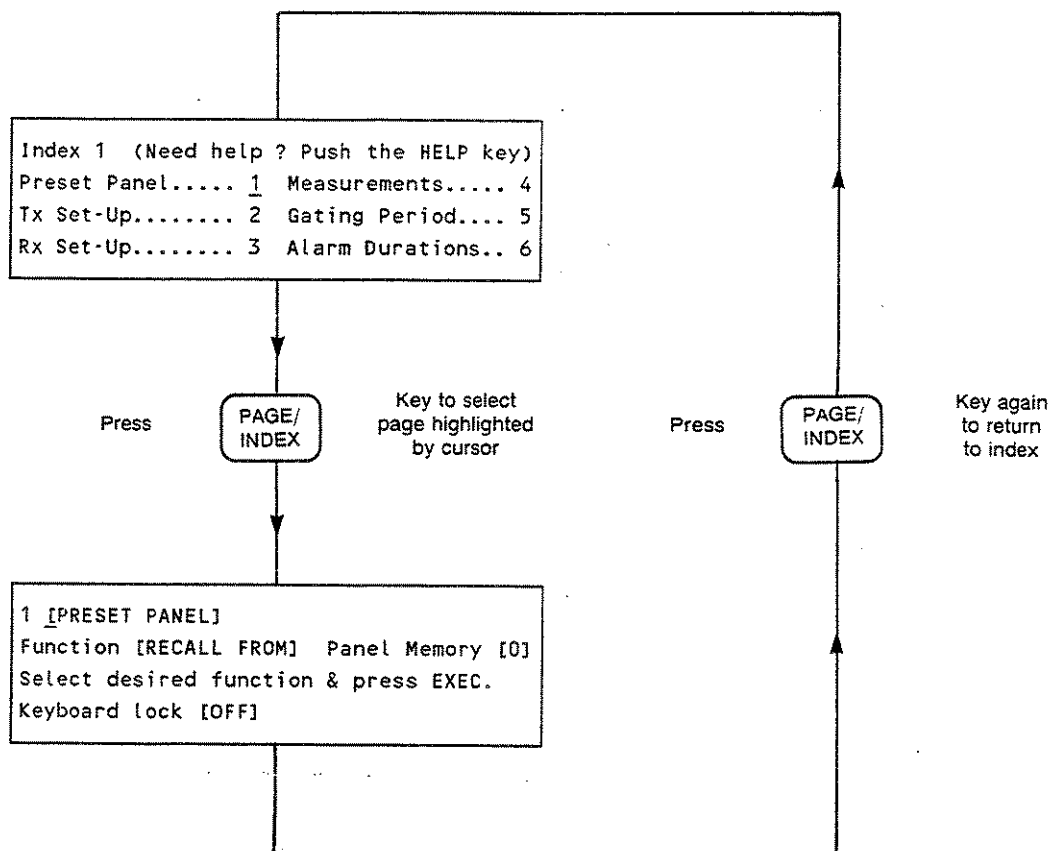 Index 1 (Need help ? Push the HELP key)
Preset Panel..... 1 Measurements..... 4
Tx Set-Up........ 2 Gating Period.... 5
Rx Set-Up........ 3 Alarm Durations.. 6
Press
PAGE/
INDEX
Key to select
page highlighted
by cursor
Press
PAGE/
INDEX
Key again
to return
to index
1 [PRESET PANEL]
Function [RECALL FROM] Panel Memory [0]
Select desired function & press EXEC.
Keyboard lock [OFF]